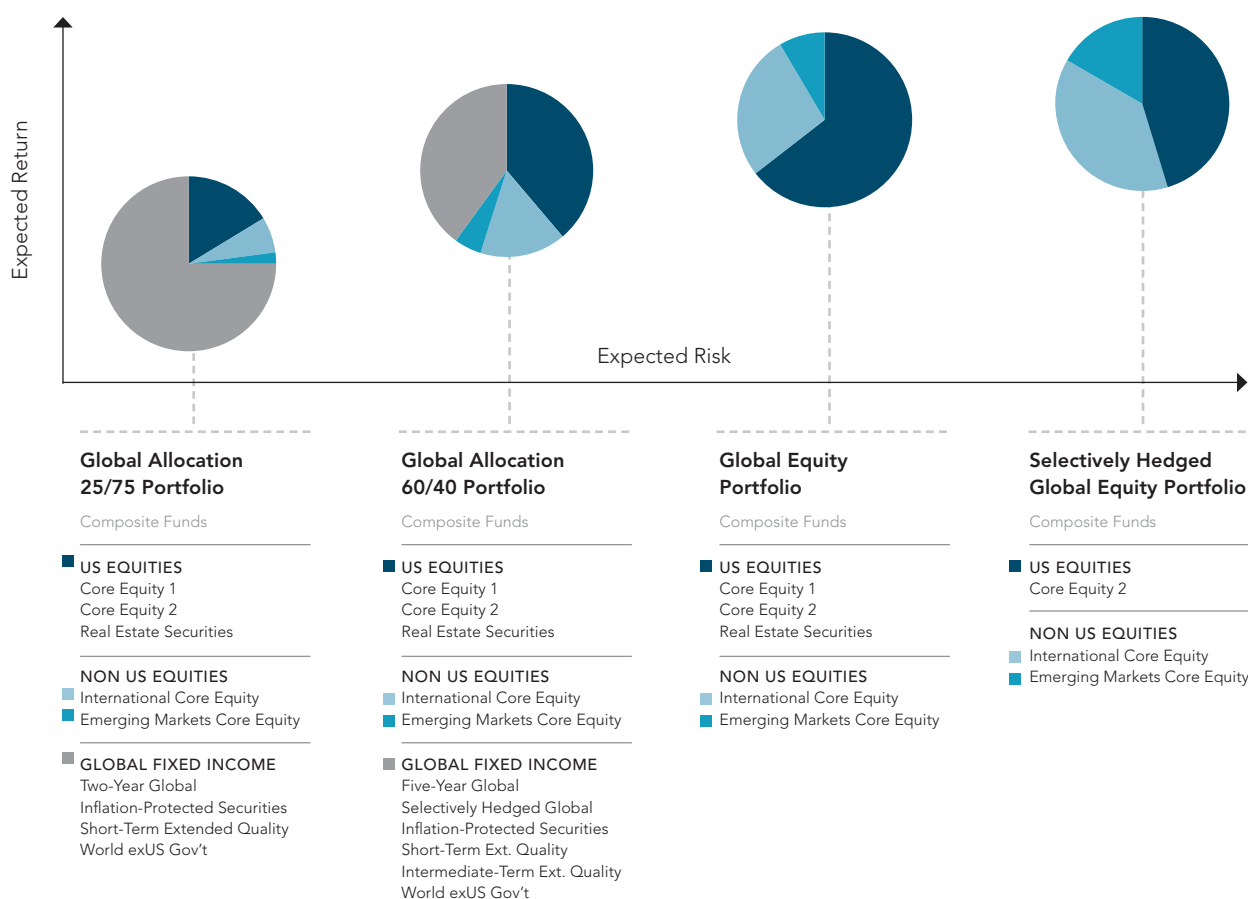 Expected Return
Expected Risk
Global Allocation
25/75 Portfolio
Composite Funds
US EQUITIES
Core Equity 1
Core Equity 2
Real Estate Securities
NON US EQUITIES
International Core Equity
Emerging Markets Core Equity
GLOBAL FIXED INCOME
Two-Year Global
Inflation-Protected Securities
Short-Term Extended Quality
World exUS Gov't
Global Allocation
60/40 Portfolio
Composite Funds
US EQUITIES
Core Equity 1
Core Equity 2
Real Estate Securities
NON US EQUITIES
International Core Equity
Emerging Markets Core Equity
GLOBAL FIXED INCOME
Five-Year Global
Selectively Hedged Global
Inflation-Protected Securities
Short-Term Ext. Quality
Intermediate-Term Ext. Quality
World exUS Gov't
Global Equity
Portfolio
Composite Funds
US EQUITIES
Core Equity 1
Core Equity 2
Real Estate Securities
NON US EQUITIES
International Core Equity
Emerging Markets Core Equity
Selectively Hedged
Global Equity Portfolio
Composite Funds
US EQUITIES
Core Equity 2
NON US EQUITIES
International Core Equity
Emerging Markets Core Equity